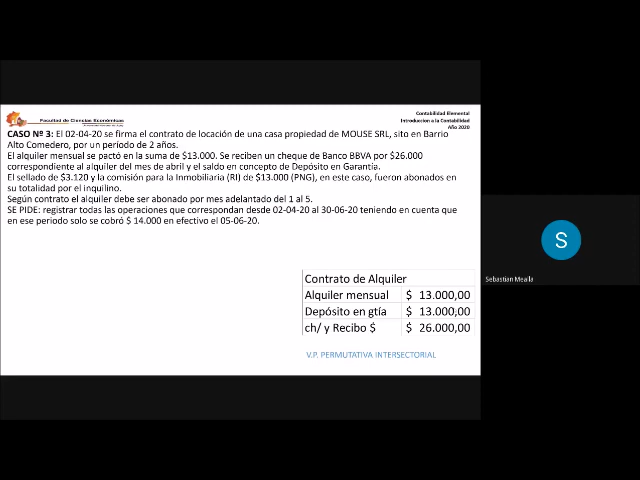 Facultad de Ciencias Económicas
Contabilidad Elemental
Introduccion a la Contabilidad
Año 2020
CASO Nº 3: El 02-04-20 se firma el contrato de locación de una casa propiedad de MOUSE SRL, sito en Barrio
Alto Comedero, por un período de 2 años.
El alquiler mensual se pactó en la suma de $13.000. Se reciben un cheque de Banco BBVA por $26.000
correspondiente al alquiler del mes de abril y el saldo en concepto de Depósito en Garantía.
El sellado de $3.120 y la comisión para la Inmobiliaria (RI) de $13.000 (PNG), en este caso, fueron abonados en
su totalidad por el inquilino.
Según contrato el alquiler debe ser abonado por mes adelantado del 1 al 5.
SE PIDE: registrar todas las operaciones que correspondan desde 02-04-20 al 30-06-20 teniendo en cuenta que
en ese periodo solo se cobró $ 14.000 en efectivo el 05-06-20.
Contrato de Alquiler
Alquiler mensual $ 13.000,00
Depósito en gtía $ 13.000,00
ch/ y Recibo $ $ 26.000,00
V.P. PERMUTATIVA INTERSECTORIAL
S
Sebastian Mealla